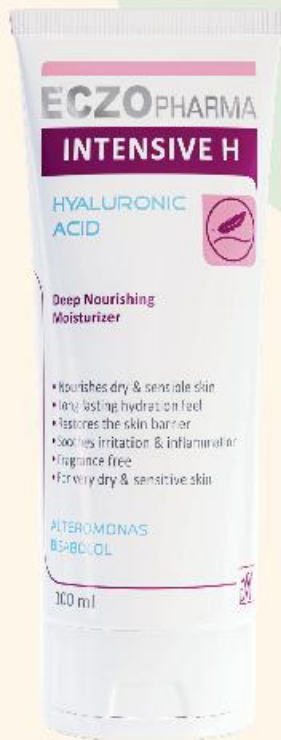 ECZOPHARMA
INTENSIVE H
HYALURONIC
ACID
Deep Nourishing
Moisturizer
• Nourishes dry & sensible skin
• Long lasting hydration feel
• Restores the skin barrier
• Soothes irritation & inflammation
• Fragrance free
• For very dry & sensitive skin
ALTEROMONAS
BISABOLOL
100 ml